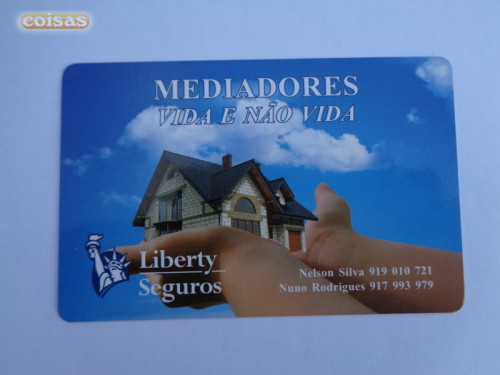 coisas
MEDIADORES
VIDA E NÃO VIDA
Liberty
Seguros
Nelson Silva 919 010 721
Nuno Rodrigues 917 993 979